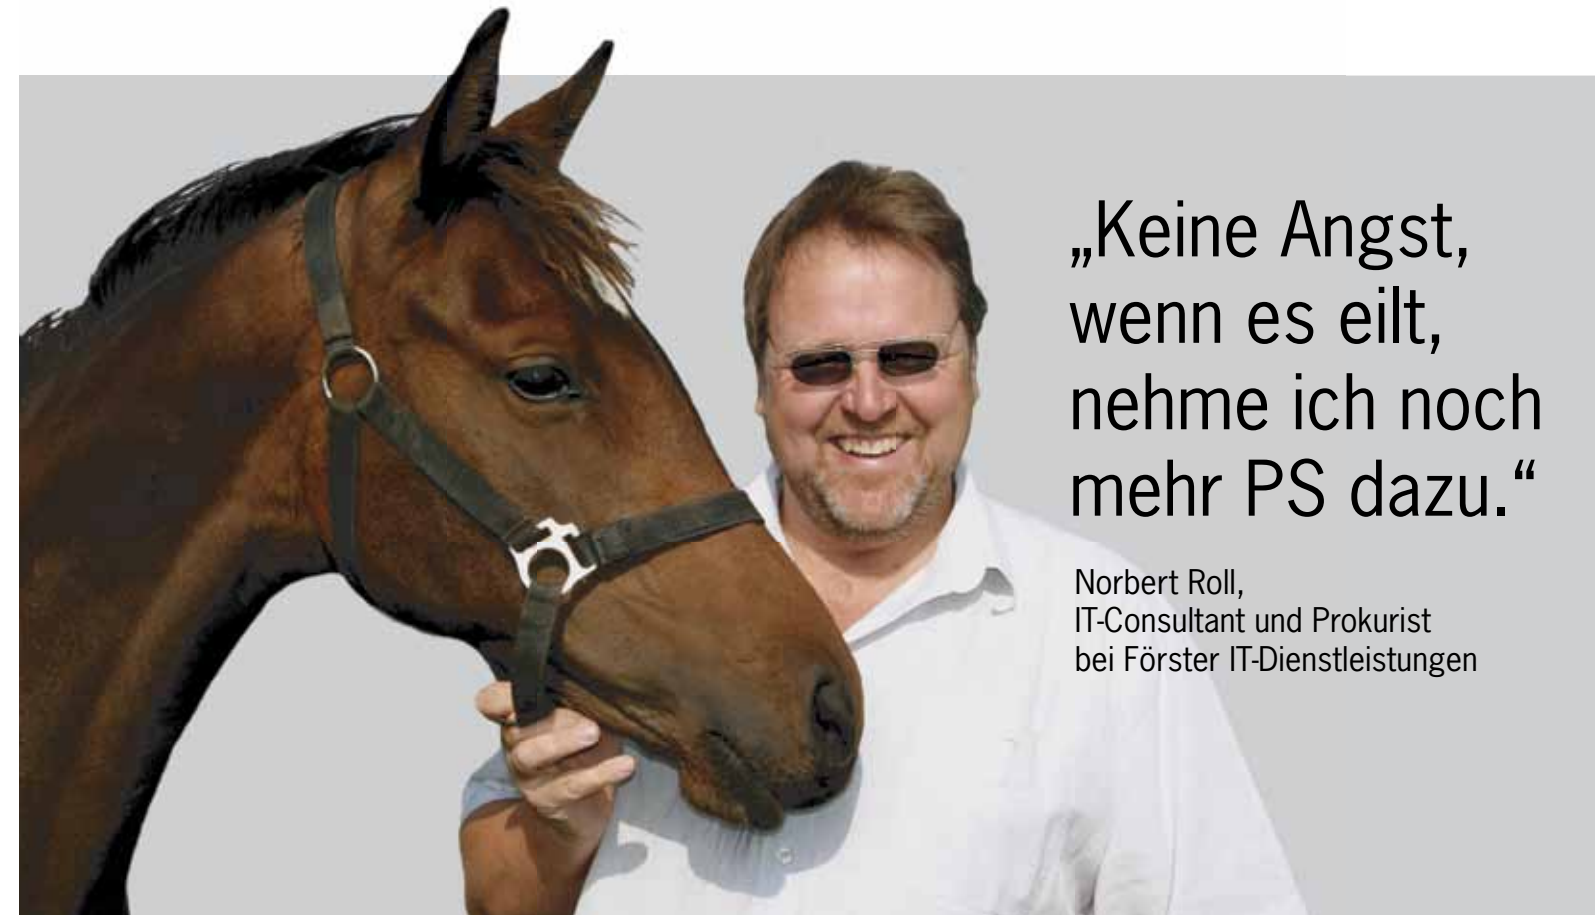 „Keine Angst,
wenn es eilt,
nehme ich noch
mehr PS dazu.“
Norbert Roll,
IT-Consultant und Prokurist
bei Förster IT-Dienstleistungen